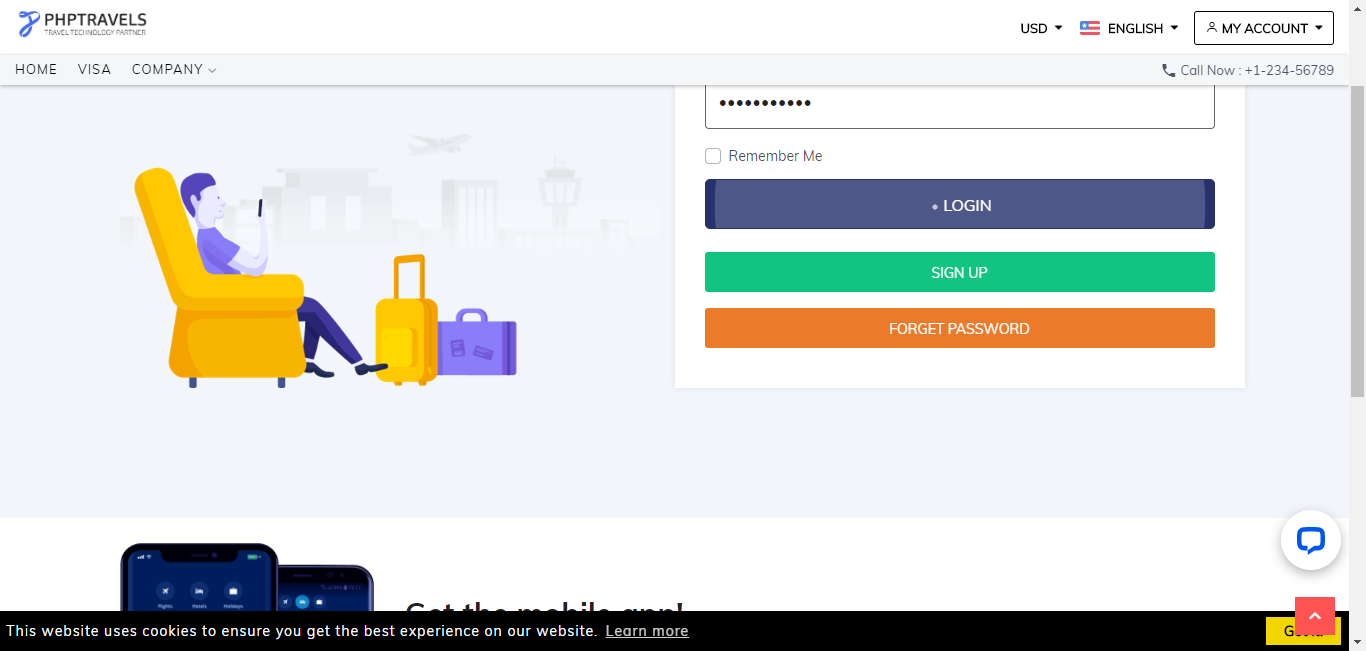 PHPTRAVELS
TRAVEL TECHNOLOGY PARTNER
USD
ENGLISH
MY ACCOUNT
HOME VISA COMPANY
Call Now : +1-234-56789
•••••••••••
Remember Me
LOGIN
SIGN UP
FORGET PASSWORD
Flights Hotels Holidays
Get the mobile app!
This website uses cookies to ensure you get the best experience on our website. Learn more